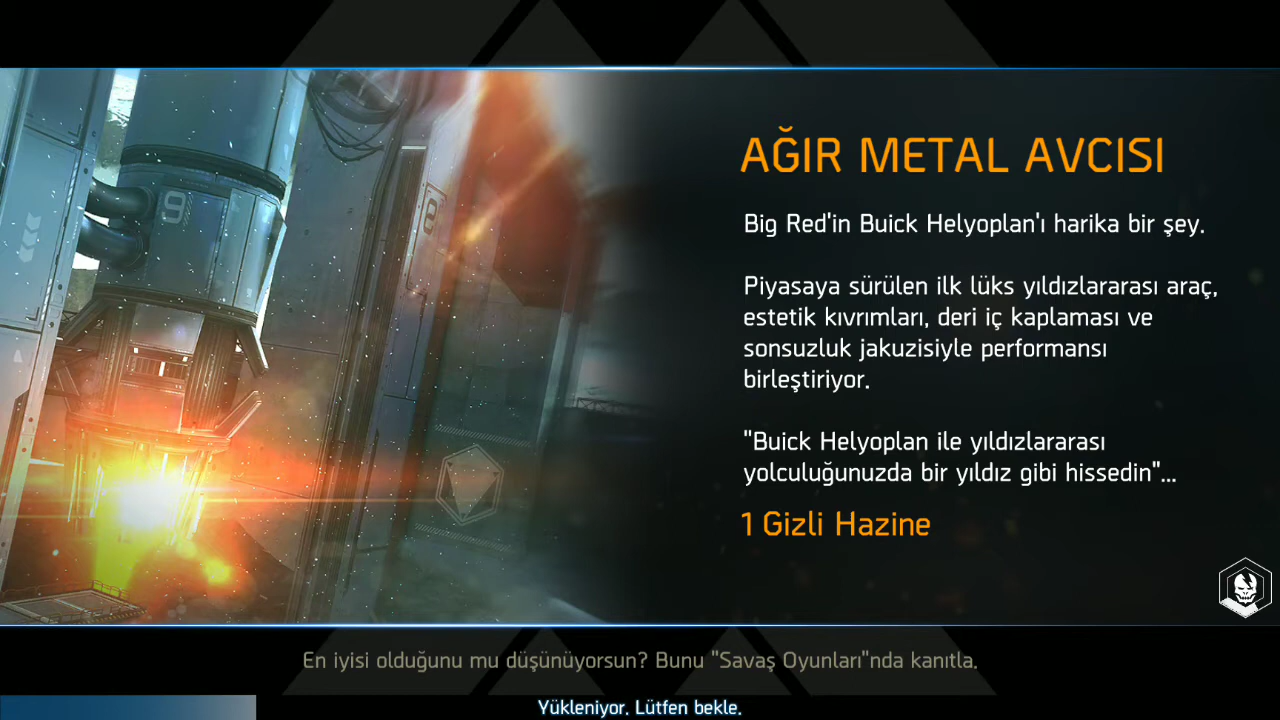 AĞIR METAL AVCISI
Big Red'in Buick Helyoplan'ı harika bir şey.
Piyasaya sürülen ilk lüks yıldızlararası araç,
estetik kıvrımları, deri iç kaplaması ve
sonsuzluk jakuzisiyle performansı
birleştiriyor.
"Buick Helyoplan ile yıldızlararası
yolculuğunuzda bir yıldız gibi hissedin"...
1 Gizli Hazine
9
En iyisi olduğunu mu düşünüyorsun? Bunu "Savaş Oyunları"nda kanıtla.
Yükleniyor. Lütfen bekle.